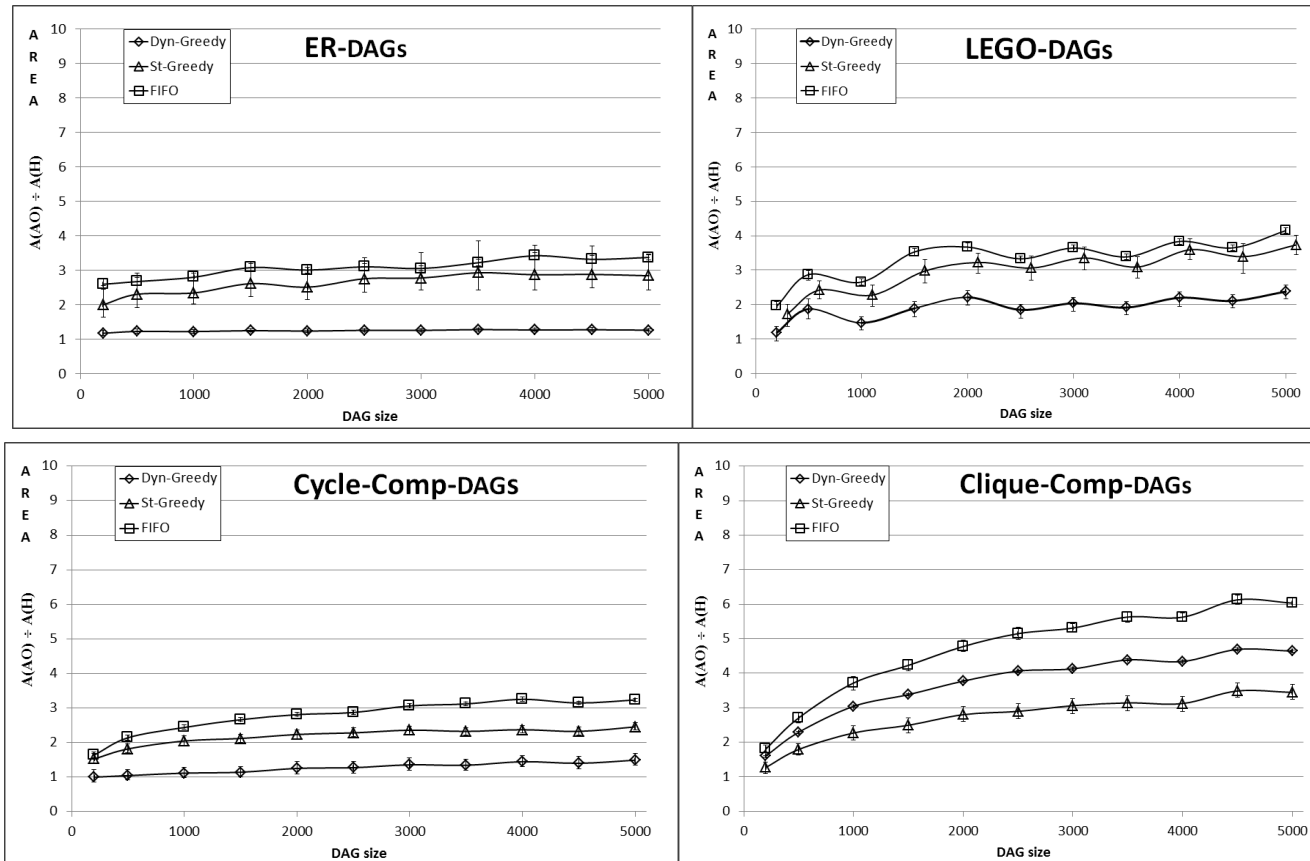 ER-DAGs
AREA
Dyn-Greedy
St-Greedy
FIFO
A(AO) ÷ A(H)
10
9
8
7
6
5
4
3
2
1
0
0 1000 2000 3000 4000 5000
DAG size
LEGO-DAGs
AREA
Dyn-Greedy
St-Greedy
FIFO
A(AO) ÷ A(H)
10
9
8
7
6
5
4
3
2
1
0
0 1000 2000 3000 4000 5000
DAG size
Cycle-Comp-DAGs
AREA
Dyn-Greedy
St-Greedy
FIFO
A(AO) ÷ A(H)
10
9
8
7
6
5
4
3
2
1
0
0 1000 2000 3000 4000 5000
DAG size
Clique-Comp-DAGs
AREA
Dyn-Greedy
St-Greedy
FIFO
A(AO) ÷ A(H)
10
9
8
7
6
5
4
3
2
1
0
0 1000 2000 3000 4000 5000
DAG size